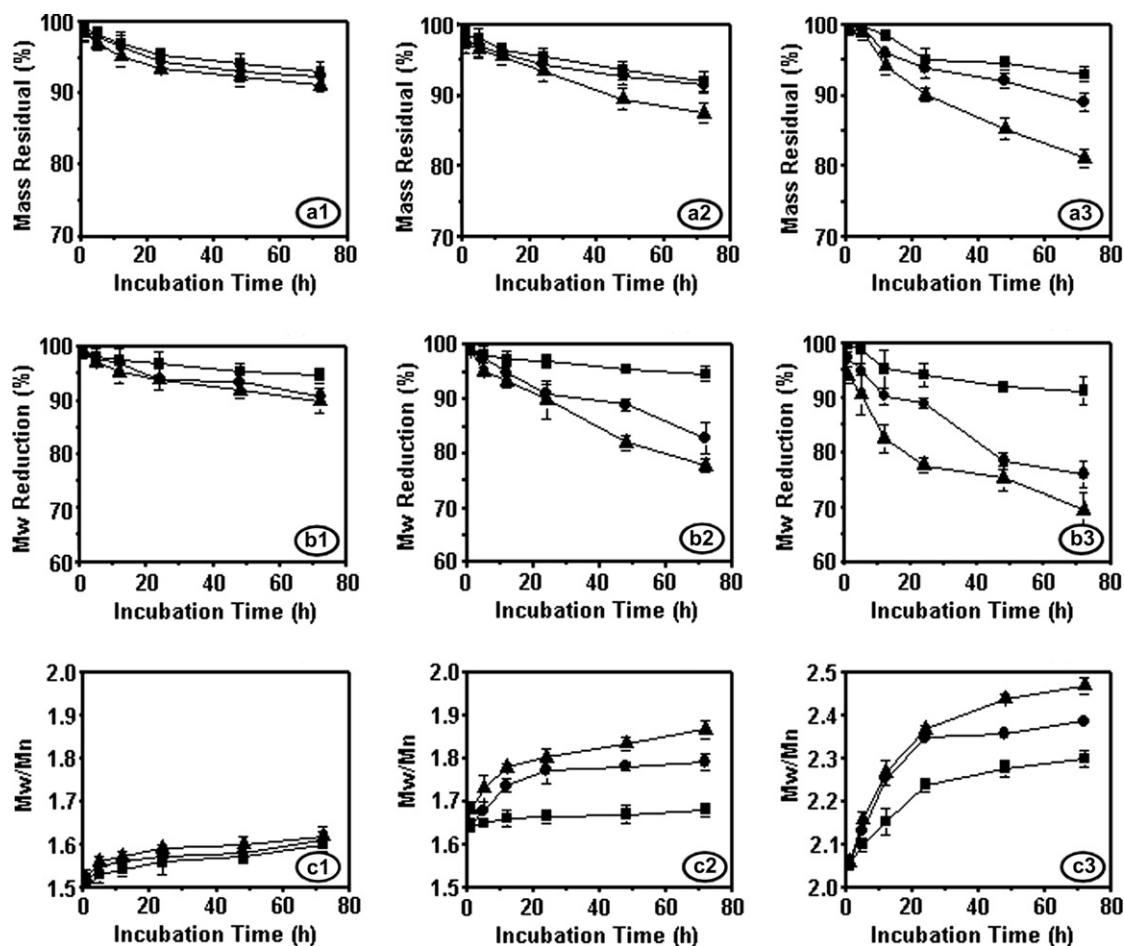 100
90
80
70
Mass Residual (%)
a1
0 20 40 60 80
Incubation Time (h)
100
90
80
70
Mass Residual (%)
a2
0 20 40 60 80
Incubation Time (h)
100
90
80
70
Mass Residual (%)
a3
0 20 40 60 80
Incubation Time (h)
100
90
80
70
60
Mw Reduction (%)
b1
0 20 40 60 80
Incubation Time (h)
100
90
80
70
60
Mw Reduction (%)
b2
0 20 40 60 80
Incubation Time (h)
100
90
80
70
60
Mw Reduction (%)
b3
0 20 40 60 80
Incubation Time (h)
2.0
1.9
1.8
1.7
1.6
1.5
Mw/Mn
c1
0 20 40 60 80
Incubation Time (h)
2.0
1.9
1.8
1.7
1.6
1.5
Mw/Mn
c2
0 20 40 60 80
Incubation Time (h)
2.5
2.4
2.3
2.2
2.1
2.0
Mw/Mn
c3
0 20 40 60 80
Incubation Time (h)